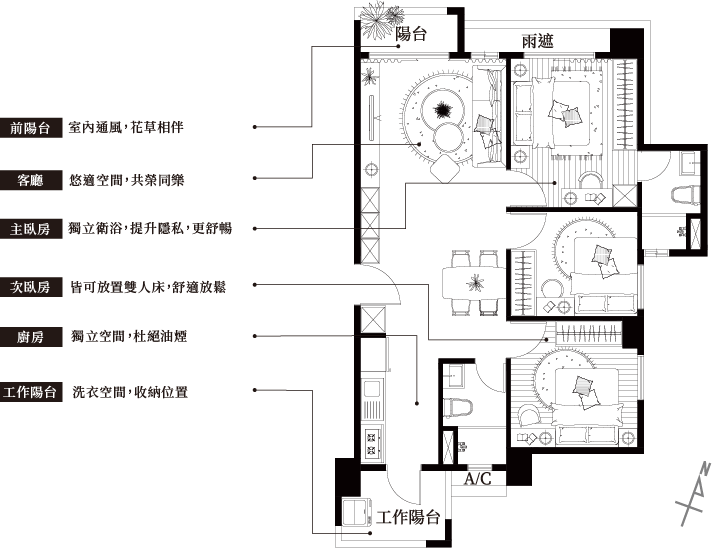 陽台
雨遮
前陽台 室內通風，花草相伴
客廳 悠適空間，共榮同樂
主臥房 獨立衛浴，提升隱私，更舒暢
次臥房 皆可放置雙人床，舒適放鬆
廚房 獨立空間，杜絕油煙
工作陽台 洗衣空間，收納位置
A/C
工作陽台
N